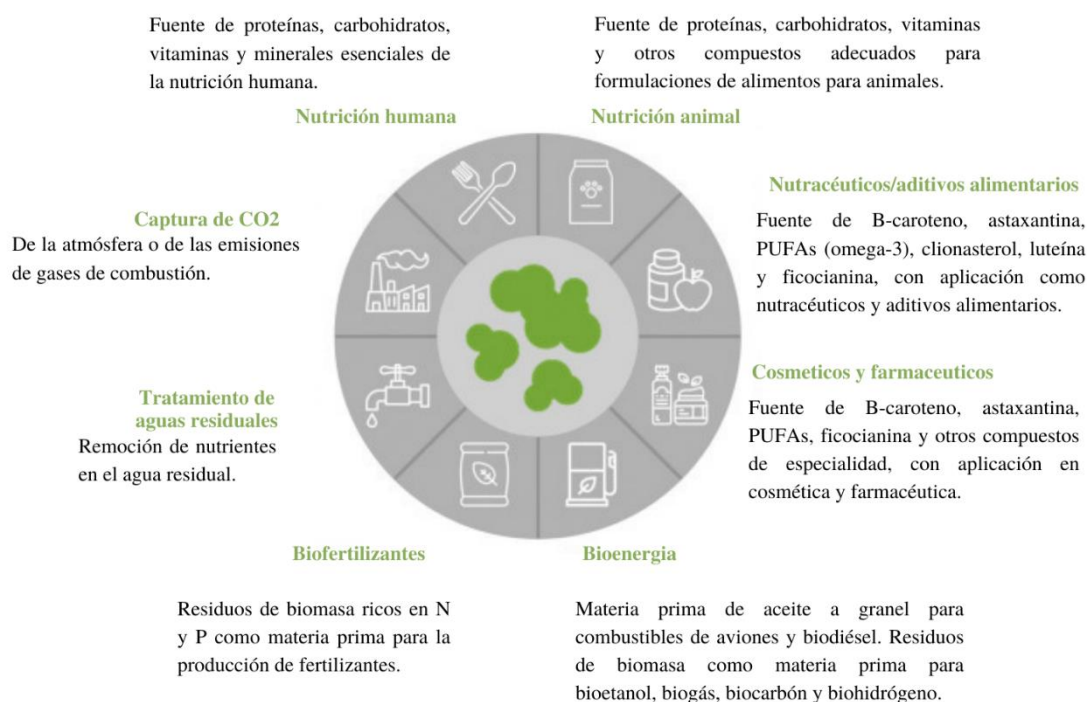 Fuente de proteínas, carbohidratos,
vitaminas y minerales esenciales de
la nutrición humana.
Nutrición humana
Fuente de proteínas, carbohidratos, vitaminas
y otros compuestos adecuados para
formulaciones de alimentos para animales.
Nutrición animal
Nutracéuticos/aditivos alimentarios
Fuente de B-caroteno, astaxantina,
PUFAs (omega-3), clionasterol, luteína
y ficocianina, con aplicación como
nutracéuticos y aditivos alimentarios.
Captura de CO2
De la atmósfera o de las emisiones
de gases de combustión.
Cosmeticos y farmaceuticos
Fuente de B-caroteno, astaxantina,
PUFAs, ficocianina y otros compuestos
de especialidad, con aplicación en
cosmética y farmacéutica.
Tratamiento de
aguas residuales
Remoción de nutrientes
en el agua residual.
Biofertilizantes
Residuos de biomasa ricos en N
y P como materia prima para la
producción de fertilizantes.
Bioenergia
Materia prima de aceite a granel para
combustibles de aviones y biodiésel. Residuos
de biomasa como materia prima para
bioetanol, biogás, biocarbón y biohidrógeno.